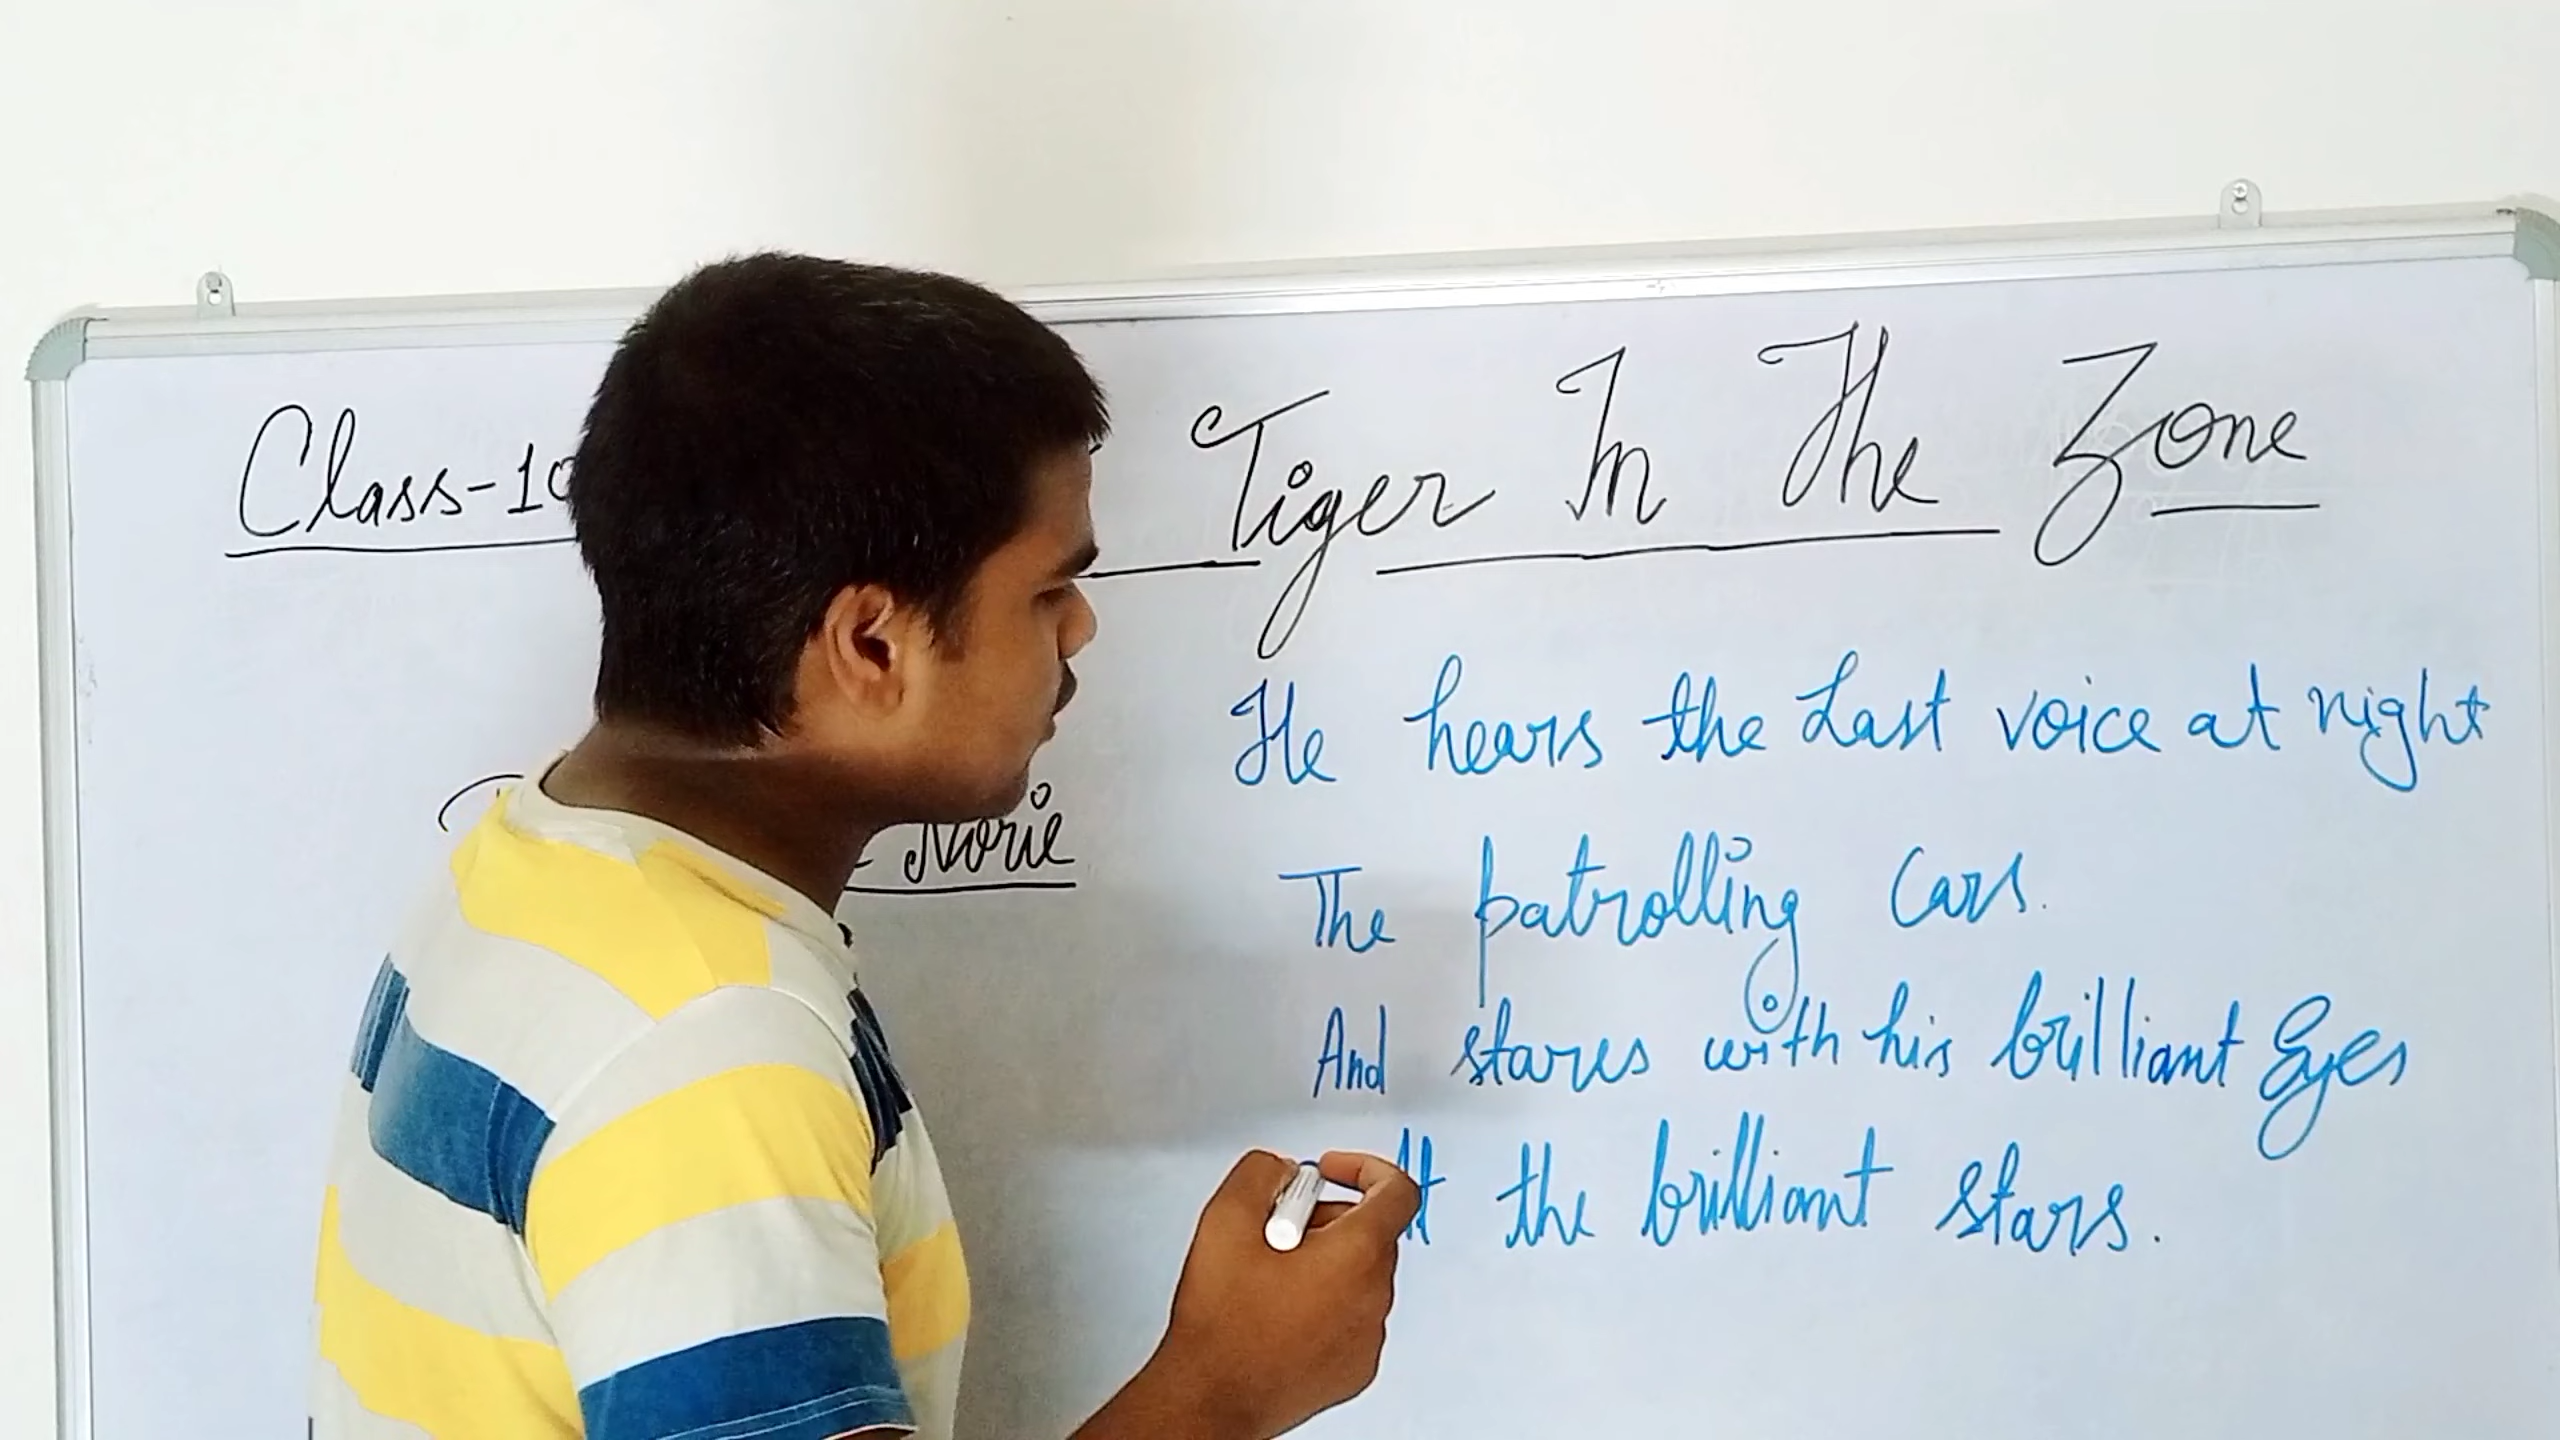 Class-10
Tiger In The Zone
Norie
He hears the Last voice at night
The patrolling Cars.
And stares with his brilliant Eyes
At the brilliant stars.